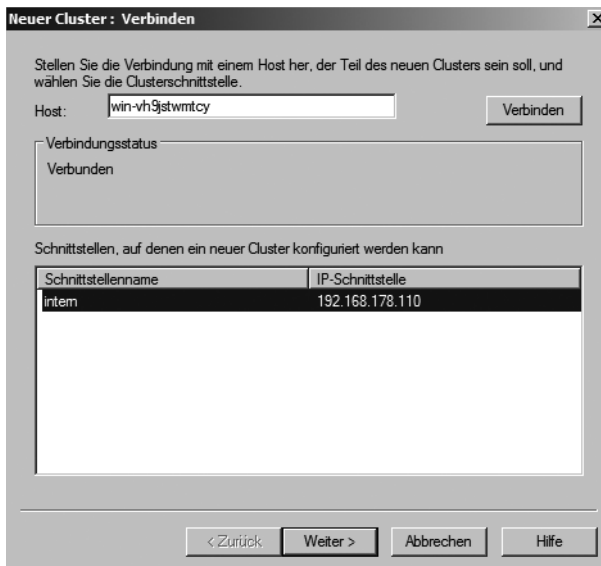 Neuer Cluster: Verbinden
Stellen Sie die Verbindung mit einem Host her, der Teil des neuen Clusters sein soll, und
wählen Sie die Clusterschnittstelle.
Host: win-vh9jstwmtcy Verbinden
Verbindungsstatus
Verbunden
Schnittstellen, auf denen ein neuer Cluster konfiguriert werden kann
Schnittstellenname IP-Schnittstelle
intern 192.168.178.110
< Zurück Weiter > Abbrechen Hilfe